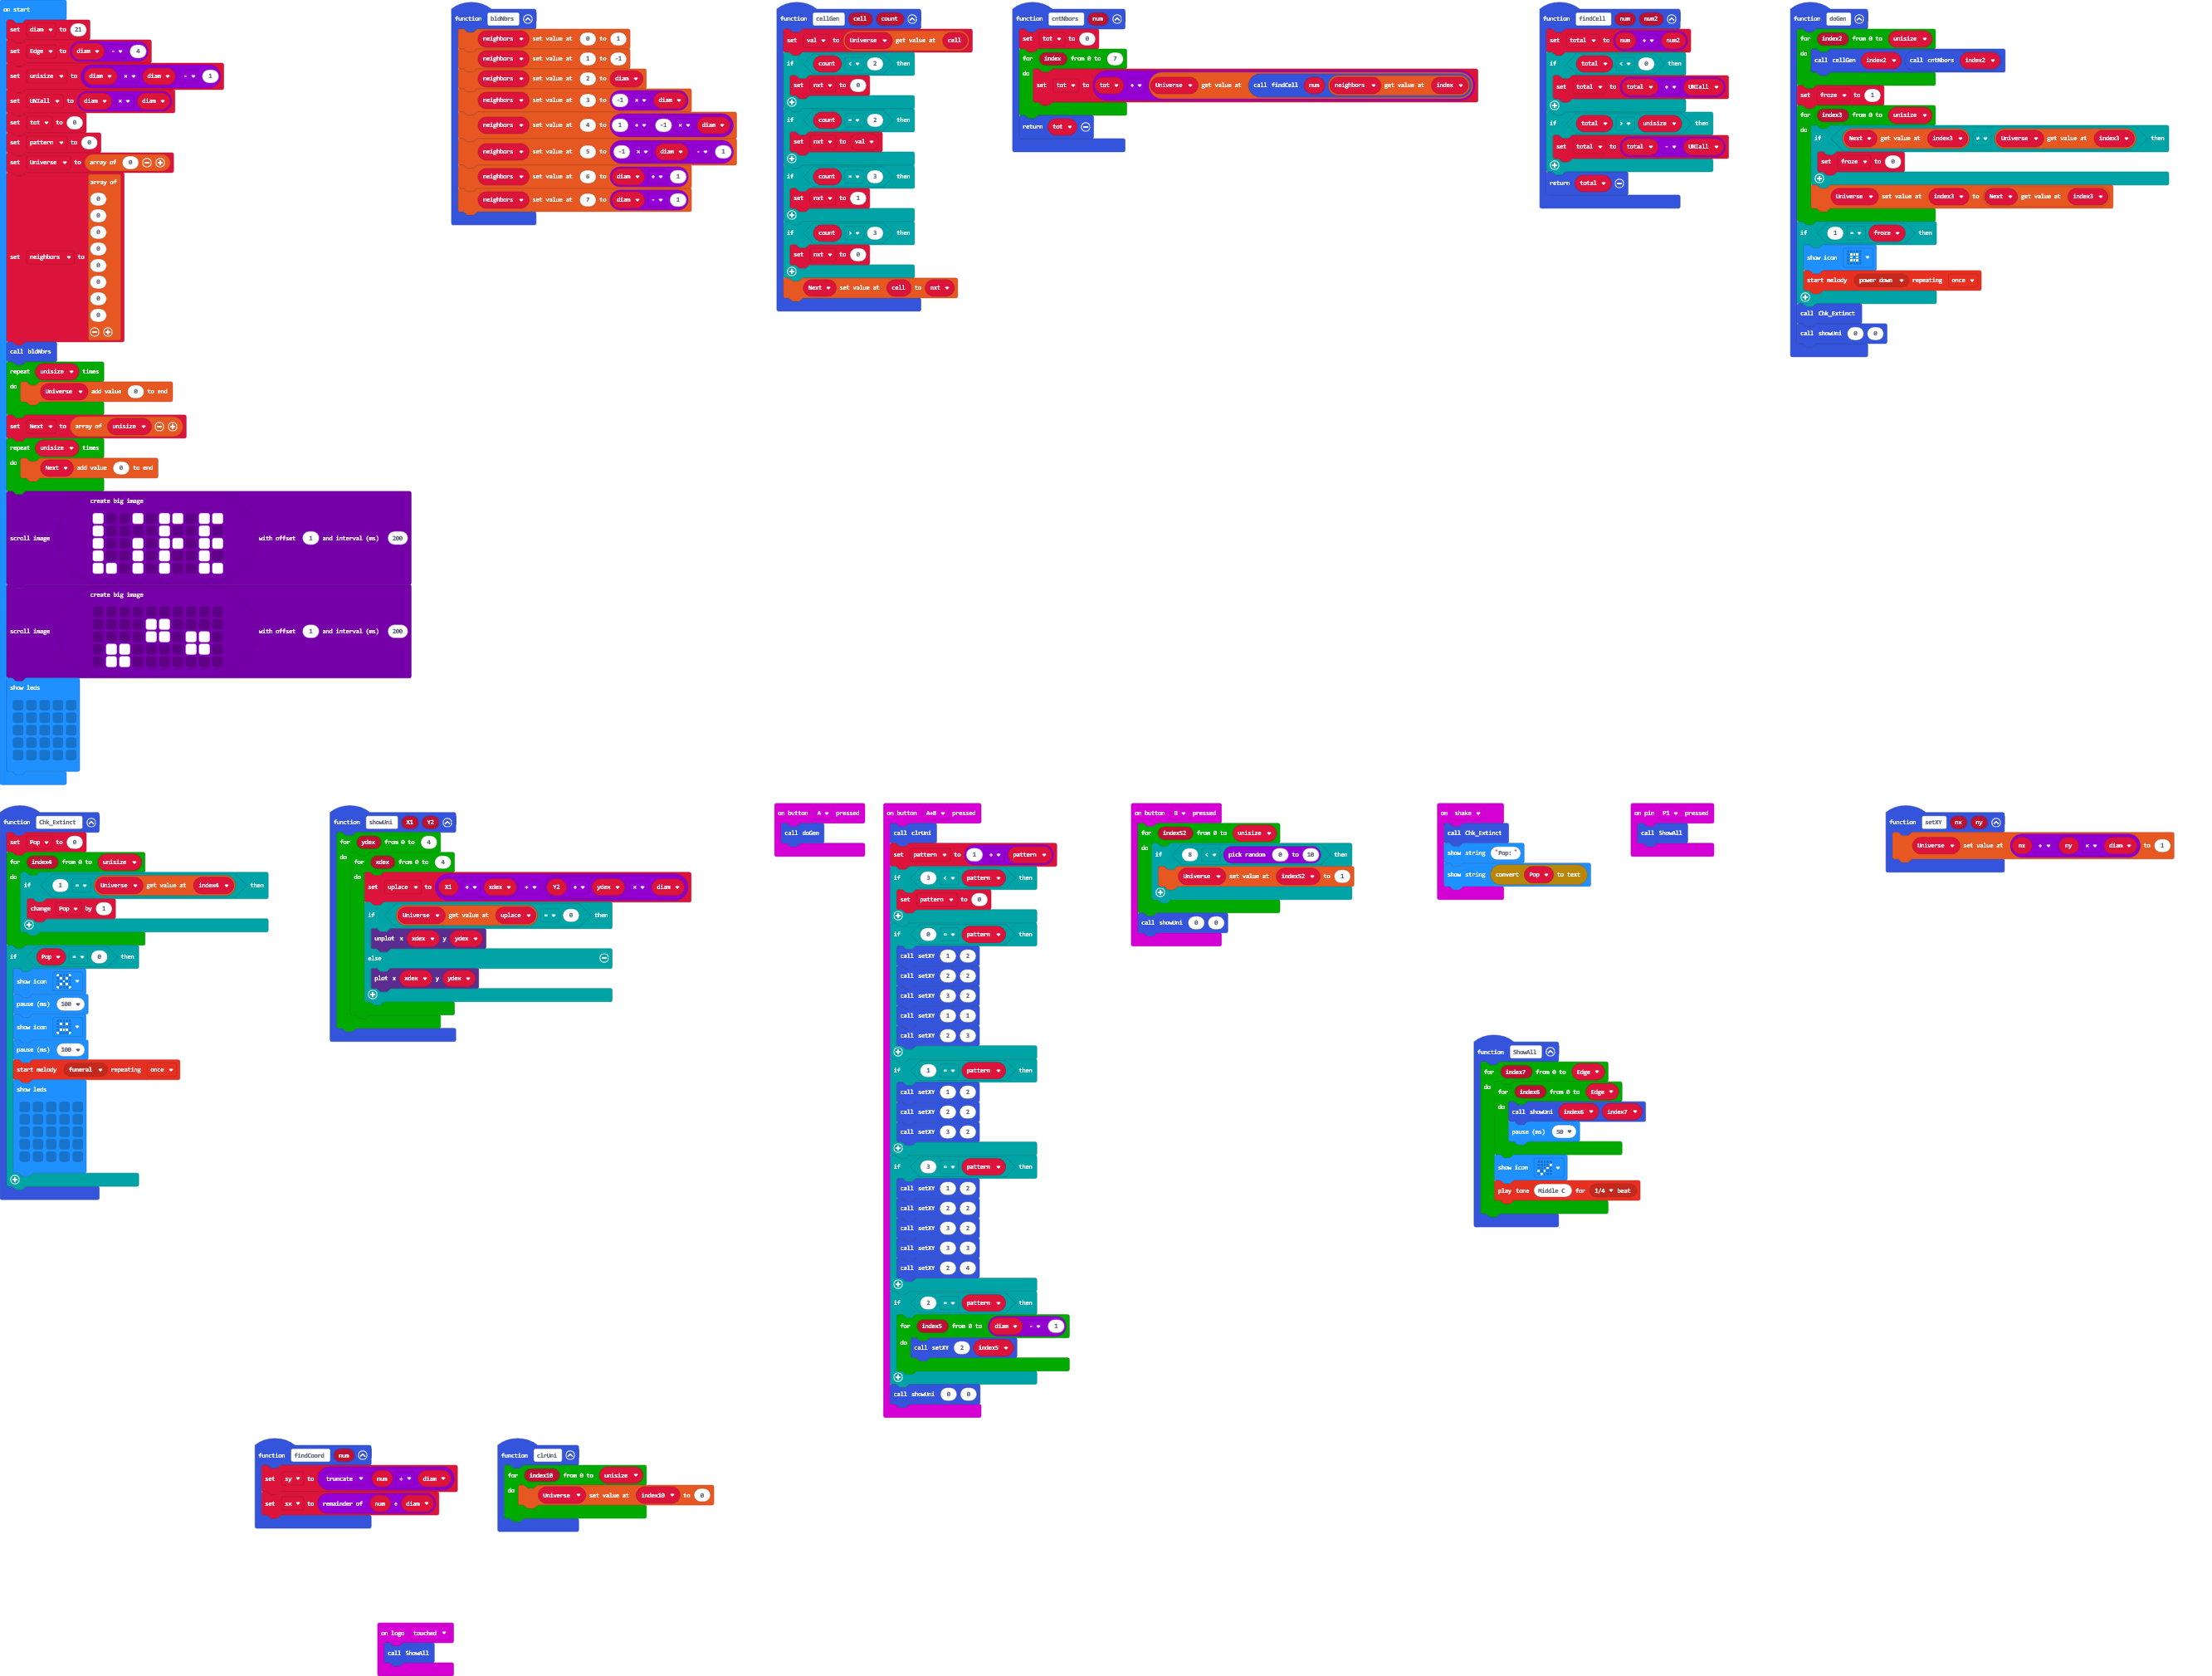 on start
set diam to 21
set Edge to diam - 4
set unisize to diam × diam - 1
set UNIall to diam × diam
set tot to 0
set pattern to 0
set Universe to array of 0
set neighbors to array of 0 0 0 0 0 0 0 0
call bldNbrs
repeat unisize times
do Universe add value 0 to end
set Next to array of unisize
repeat unisize times
do Next add value 0 to end
scroll image create big image with offset 1 and interval (ms) 200
scroll image create big image with offset 1 and interval (ms) 200
show leds
function bldNbrs
neighbors set value at 0 to 1
neighbors set value at 1 to -1
neighbors set value at 2 to diam
neighbors set value at 3 to -1 × diam
neighbors set value at 4 to 1 + -1 × diam
neighbors set value at 5 to -1 × diam - 1
neighbors set value at 6 to diam + 1
neighbors set value at 7 to diam - 1
function cellGen cell count
set val to Universe get value at cell
if count < 2 then
set nxt to 0
if count = 2 then
set nxt to val
if count = 3 then
set nxt to 1
if count > 3 then
set nxt to 0
Next set value at cell to nxt
function cntNbors num
set tot to 0
for index from 0 to 7
do set tot to tot + Universe get value at call findCell num neighbors get value at index
return tot
function findCell num num2
set total to num + num2
if total < 0 then
set total to total + UNIall
if total > unisize then
set total to total - UNIall
return total
function doGen
for index2 from 0 to unisize
do call cellGen index2 call cntNbors index2
set froze to 1
for index3 from 0 to unisize
do if Next get value at index3 ≠ Universe get value at index3 then
set froze to 0
Universe set value at index3 to Next get value at index3
if 1 = froze then
show icon
start melody power down repeating once
call Chk_Extinct
call showUni 0 0
function Chk_Extinct
set Pop to 0
for index4 from 0 to unisize
do if 1 = Universe get value at index4 then
change Pop by 1
if Pop = 0 then
show icon
pause (ms) 100
show icon
pause (ms) 100
start melody funeral repeating once
show leds
function showUni X1 Y2
for ydex from 0 to 4
do for xdex from 0 to 4
do set uplace to X1 + xdex + Y2 + ydex × diam
if Universe get value at uplace = 0 then
unplot x xdex y ydex
else
plot x xdex y ydex
on button A pressed
call doGen
on button A+B pressed
call clrUni
set pattern to 1 + pattern
if 3 < pattern then
set pattern to 0
if 0 = pattern then
call setXY 1 2
call setXY 2 2
call setXY 3 2
call setXY 1 1
call setXY 2 3
if 1 = pattern then
call setXY 1 2
call setXY 2 2
call setXY 3 2
if 3 = pattern then
call setXY 1 2
call setXY 2 2
call setXY 3 2
call setXY 3 3
call setXY 2 4
if 2 = pattern then
for index5 from 0 to diam - 1
do call setXY 2 index5
call showUni 0 0
on button B pressed
for index52 from 0 to unisize
do if 8 < pick random 0 to 10 then
Universe set value at index52 to 1
call showUni 0 0
on shake
call Chk_Extinct
show string "Pop: "
show string convert Pop to text
on pin P1 pressed
call ShowAll
function setXY nx ny
Universe set value at nx + ny × diam to 1
function ShowAll
for index7 from 0 to Edge
do for index6 from 0 to Edge
do call showUni index6 index7
pause (ms) 50
show icon
play tone Middle C for 1/4 beat
function findCoord num
set sy to truncate num ÷ diam
set sx to remainder of num ÷ diam
function clrUni
for index10 from 0 to unisize
do Universe set value at index10 to 0
on logo touched
call ShowAll